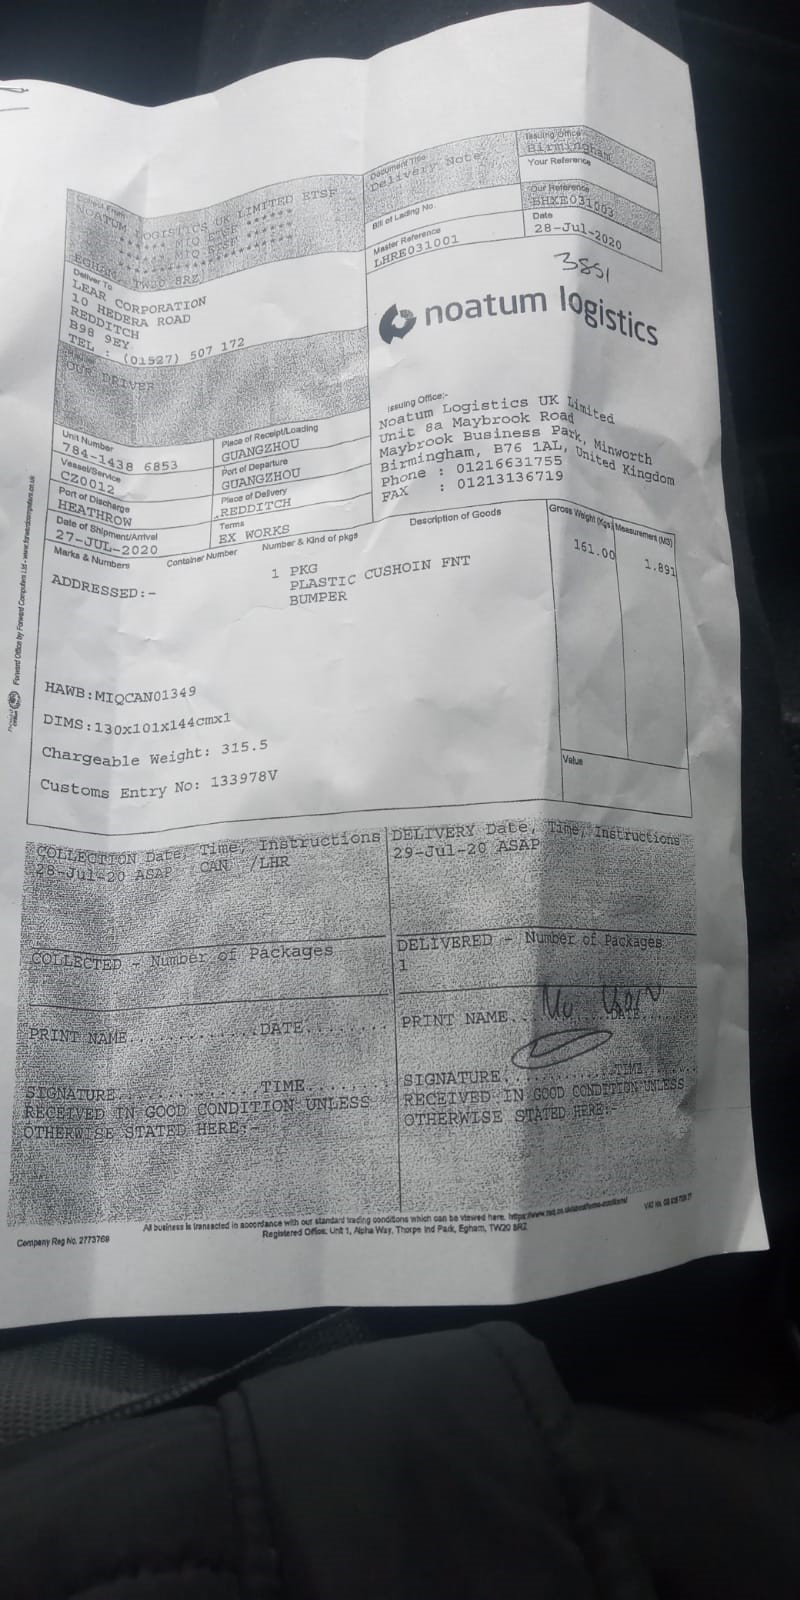 Collect From
NOATUM LOGISTICS UK LIMITED ETSF
****** MIQ ETSF ******
****** MIQ ETSF ******
EGHAM, TW20 8RZ
Document Title
Delivery Note
Issuing Office
Birmingham
Your Reference
Bill of Lading No.
Our Reference
BHXE031003
Master Reference
LHRE031001
Date
28-Jul-2020
3851
Deliver To
LEAR CORPORATION
10 HEDERA ROAD
REDDITCH
B98 9EY
TEL : (01527) 507 172
noatum logistics
OUR DRIVER
Issuing Office:-
Noatum Logistics UK Limited
Unit 8a Maybrook Road
Maybrook Business Park, Minworth
Birmingham, B76 1AL, United Kingdom
Phone : 01216631755
FAX : 01213136719
Unit Number
784-1438 6853
Place of Receipt/Loading
GUANGZHOU
Vessel/Service
CZ0012
Port of Departure
GUANGZHOU
Port of Discharge
HEATHROW
Place of Delivery
REDDITCH
Date of Shipment/Arrival
27-JUL-2020
Terms
EX WORKS
Marks & Numbers
Container Number
Number & Kind of pkgs
Description of Goods
Gross Weight (Kgs)
Measurement (M3)
ADDRESSED:-
1 PKG
PLASTIC CUSHOIN FNT
BUMPER
161.00
1.891
HAWB:MIQCAN01349
DIMS:130x101x144cmx1
Chargeable Weight: 315.5
Customs Entry No: 133978V
Value
Forward Office by Forward Computers Ltd - www.forwardcomputers.co.uk
COLLECTION Date, Time, Instructions
28-Jul-20 ASAP CAN /LHR
DELIVERY Date, Time, Instructions
29-Jul-20 ASAP
COLLECTED - Number of Packages
DELIVERED - Number of Packages
1
PRINT NAME..............DATE........
PRINT NAME... DATE
SIGNATURE...............TIME........
RECEIVED IN GOOD CONDITION UNLESS
OTHERWISE STATED HERE:-
SIGNATURE............TIME......
RECEIVED IN GOOD CONDITION UNLESS
OTHERWISE STATED HERE:-
All business is transacted in accordance with our standard trading conditions which can be viewed here,
Company Reg No. 2773769
Registered Office: Unit 1, Alpha Way, Thorpe Ind Park, Egham, TW20 8RZ